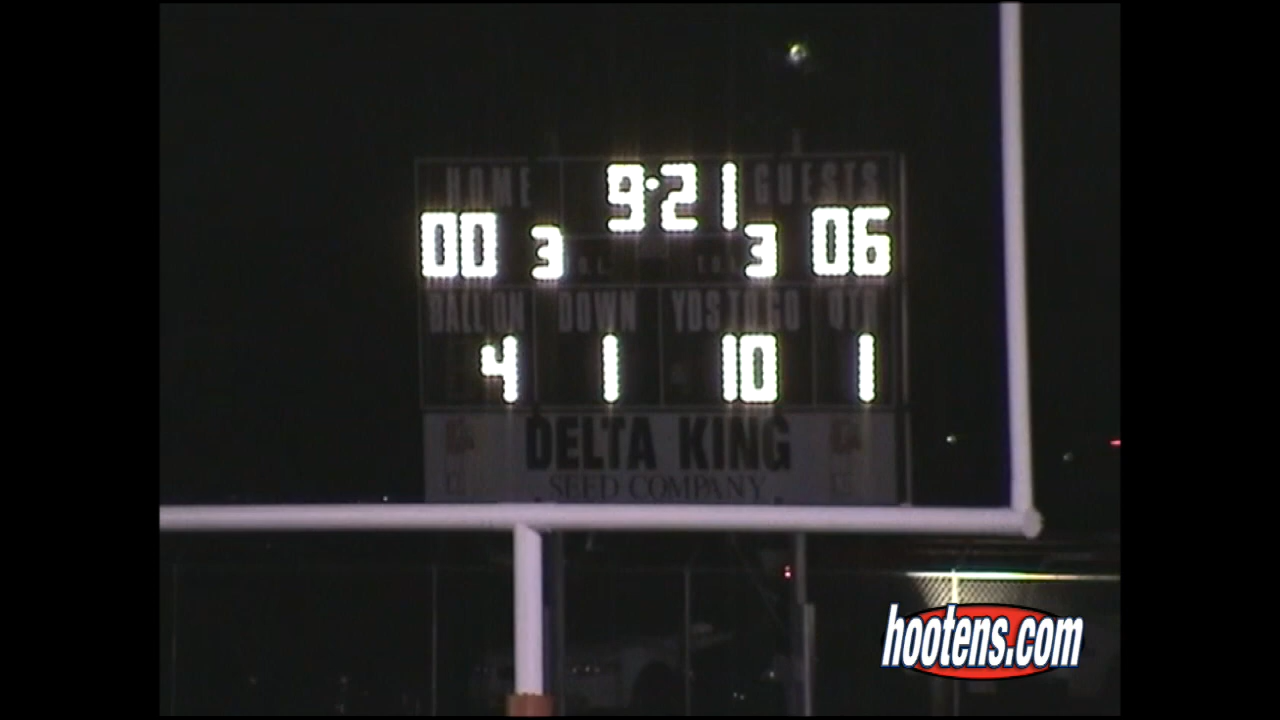 HOME 9:21 GUESTS
00 3 3 06
BALL ON DOWN YDS TO GO QTR
4 1 10 1
DELTA KING
SEED COMPANY
hootens.com